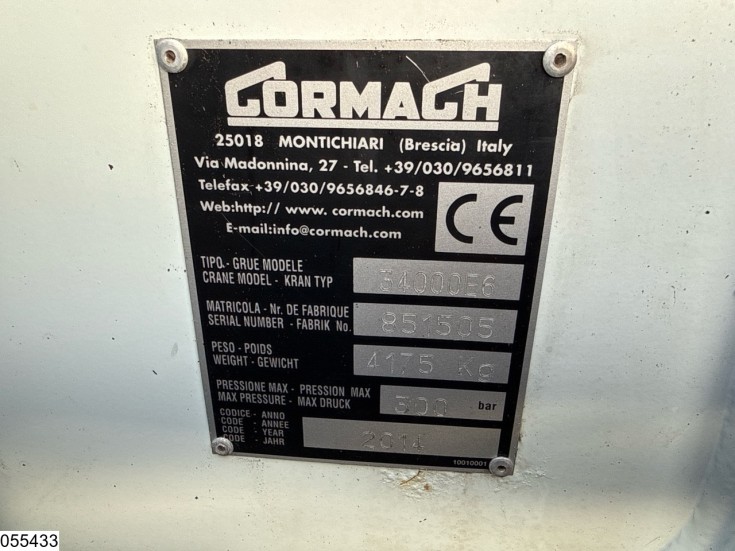 CORMACH
25018 MONTICHIARI (Brescia) Italy
Via Madonnina, 27 - Tel. +39/030/9656811
Telefax +39/030/9656846-7-8
Web:http:// www. cormach.com
E-mail:info@cormach.com
CE
TIPO - GRUE MODELE
CRANE MODEL - KRAN TYP
34000E6
MATRICOLA - Nr. DE FABRIQUE
SERIAL NUMBER - FABRIK No.
851505
PESO - POIDS
WEIGHT - GEWICHT
4175 KG
PRESSIONE MAX - PRESSION MAX
MAX PRESSURE - MAX DRUCK
300 bar
CODICE - ANNO
CODE - ANNEE
CODE - YEAR
CODE - JAHR
2014
10010001
055433